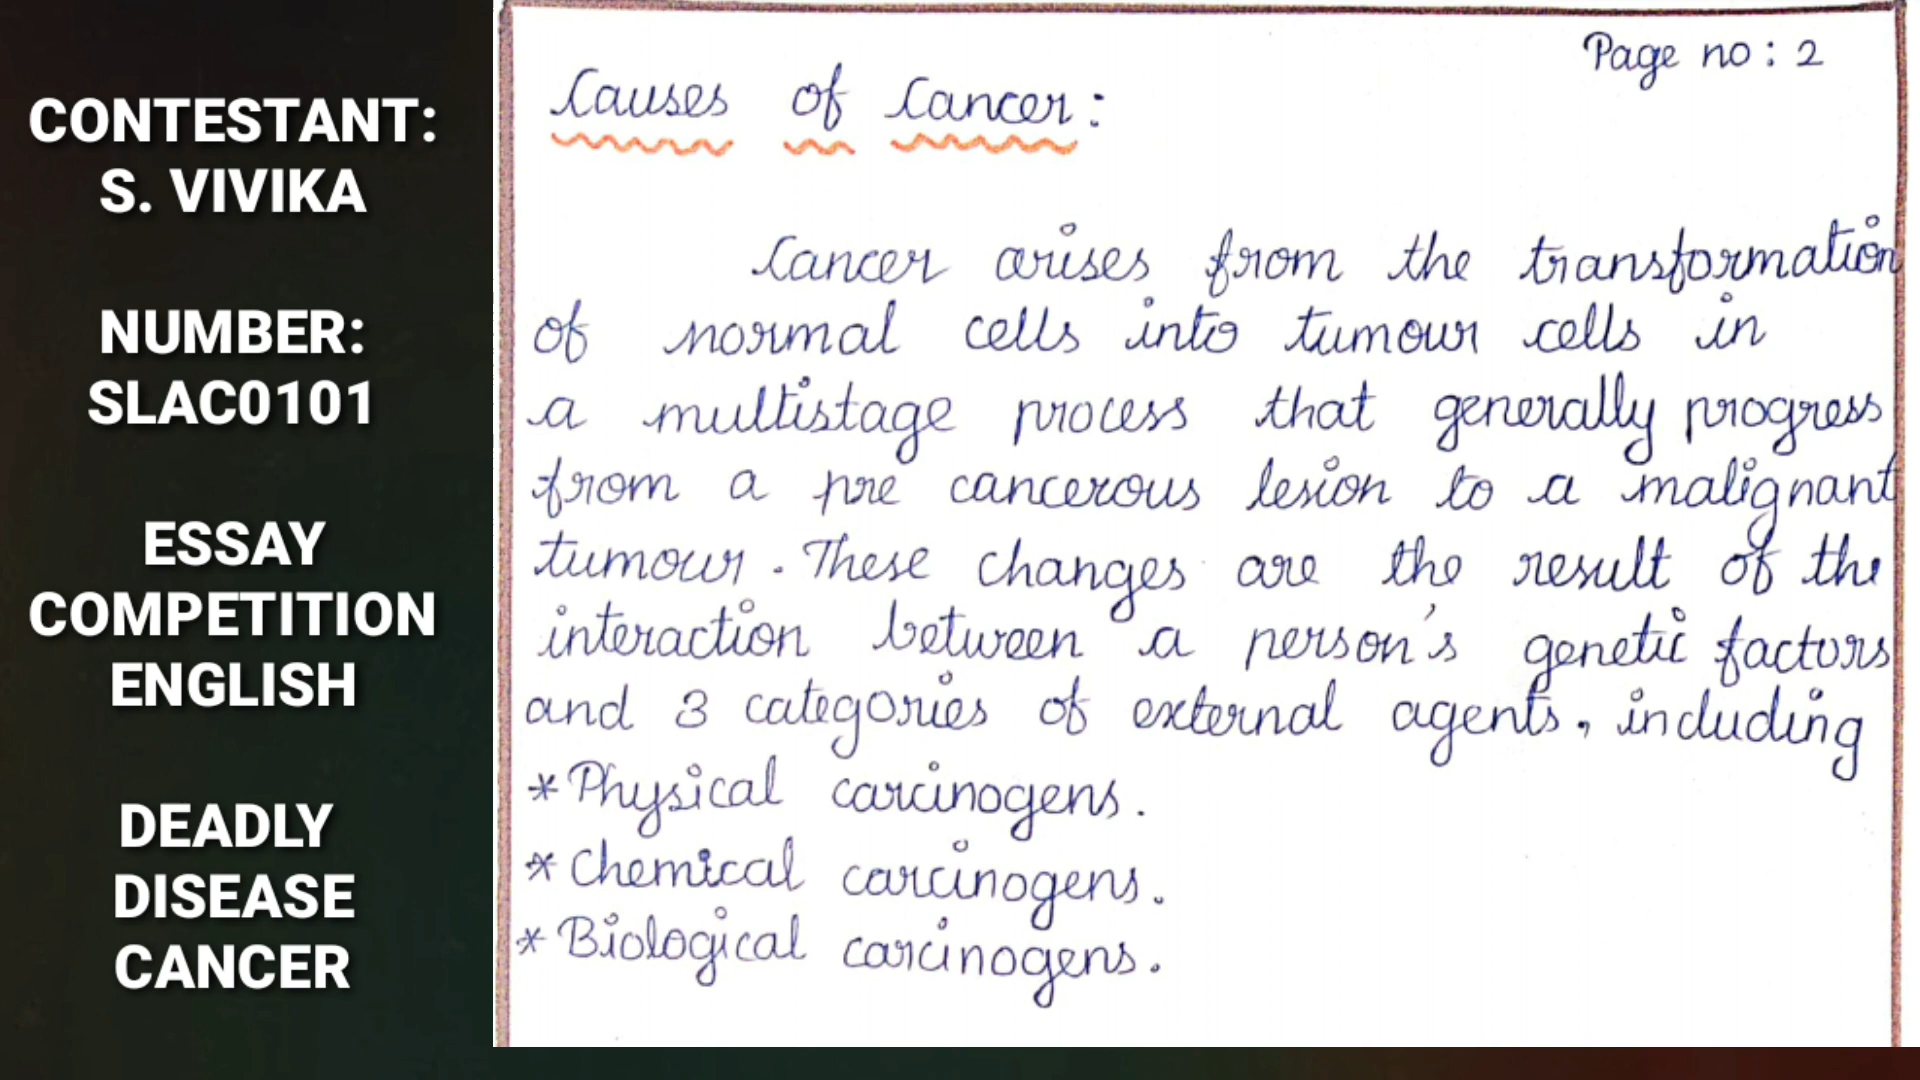 CONTESTANT:
S. VIVIKA
NUMBER:
SLAC0101
ESSAY
COMPETITION
ENGLISH
DEADLY
DISEASE
CANCER
Page no: 2
Causes of Cancer:
Cancer arises from the transformation
of normal cells into tumour cells in
a multistage process that generally progress
from a pre cancerous lesion to a malignant
tumour. These changes are the result of the
interaction between a person's genetic factors
and 3 categories of external agents, including
* Physical carcinogens.
* Chemical carcinogens.
* Biological carcinogens.